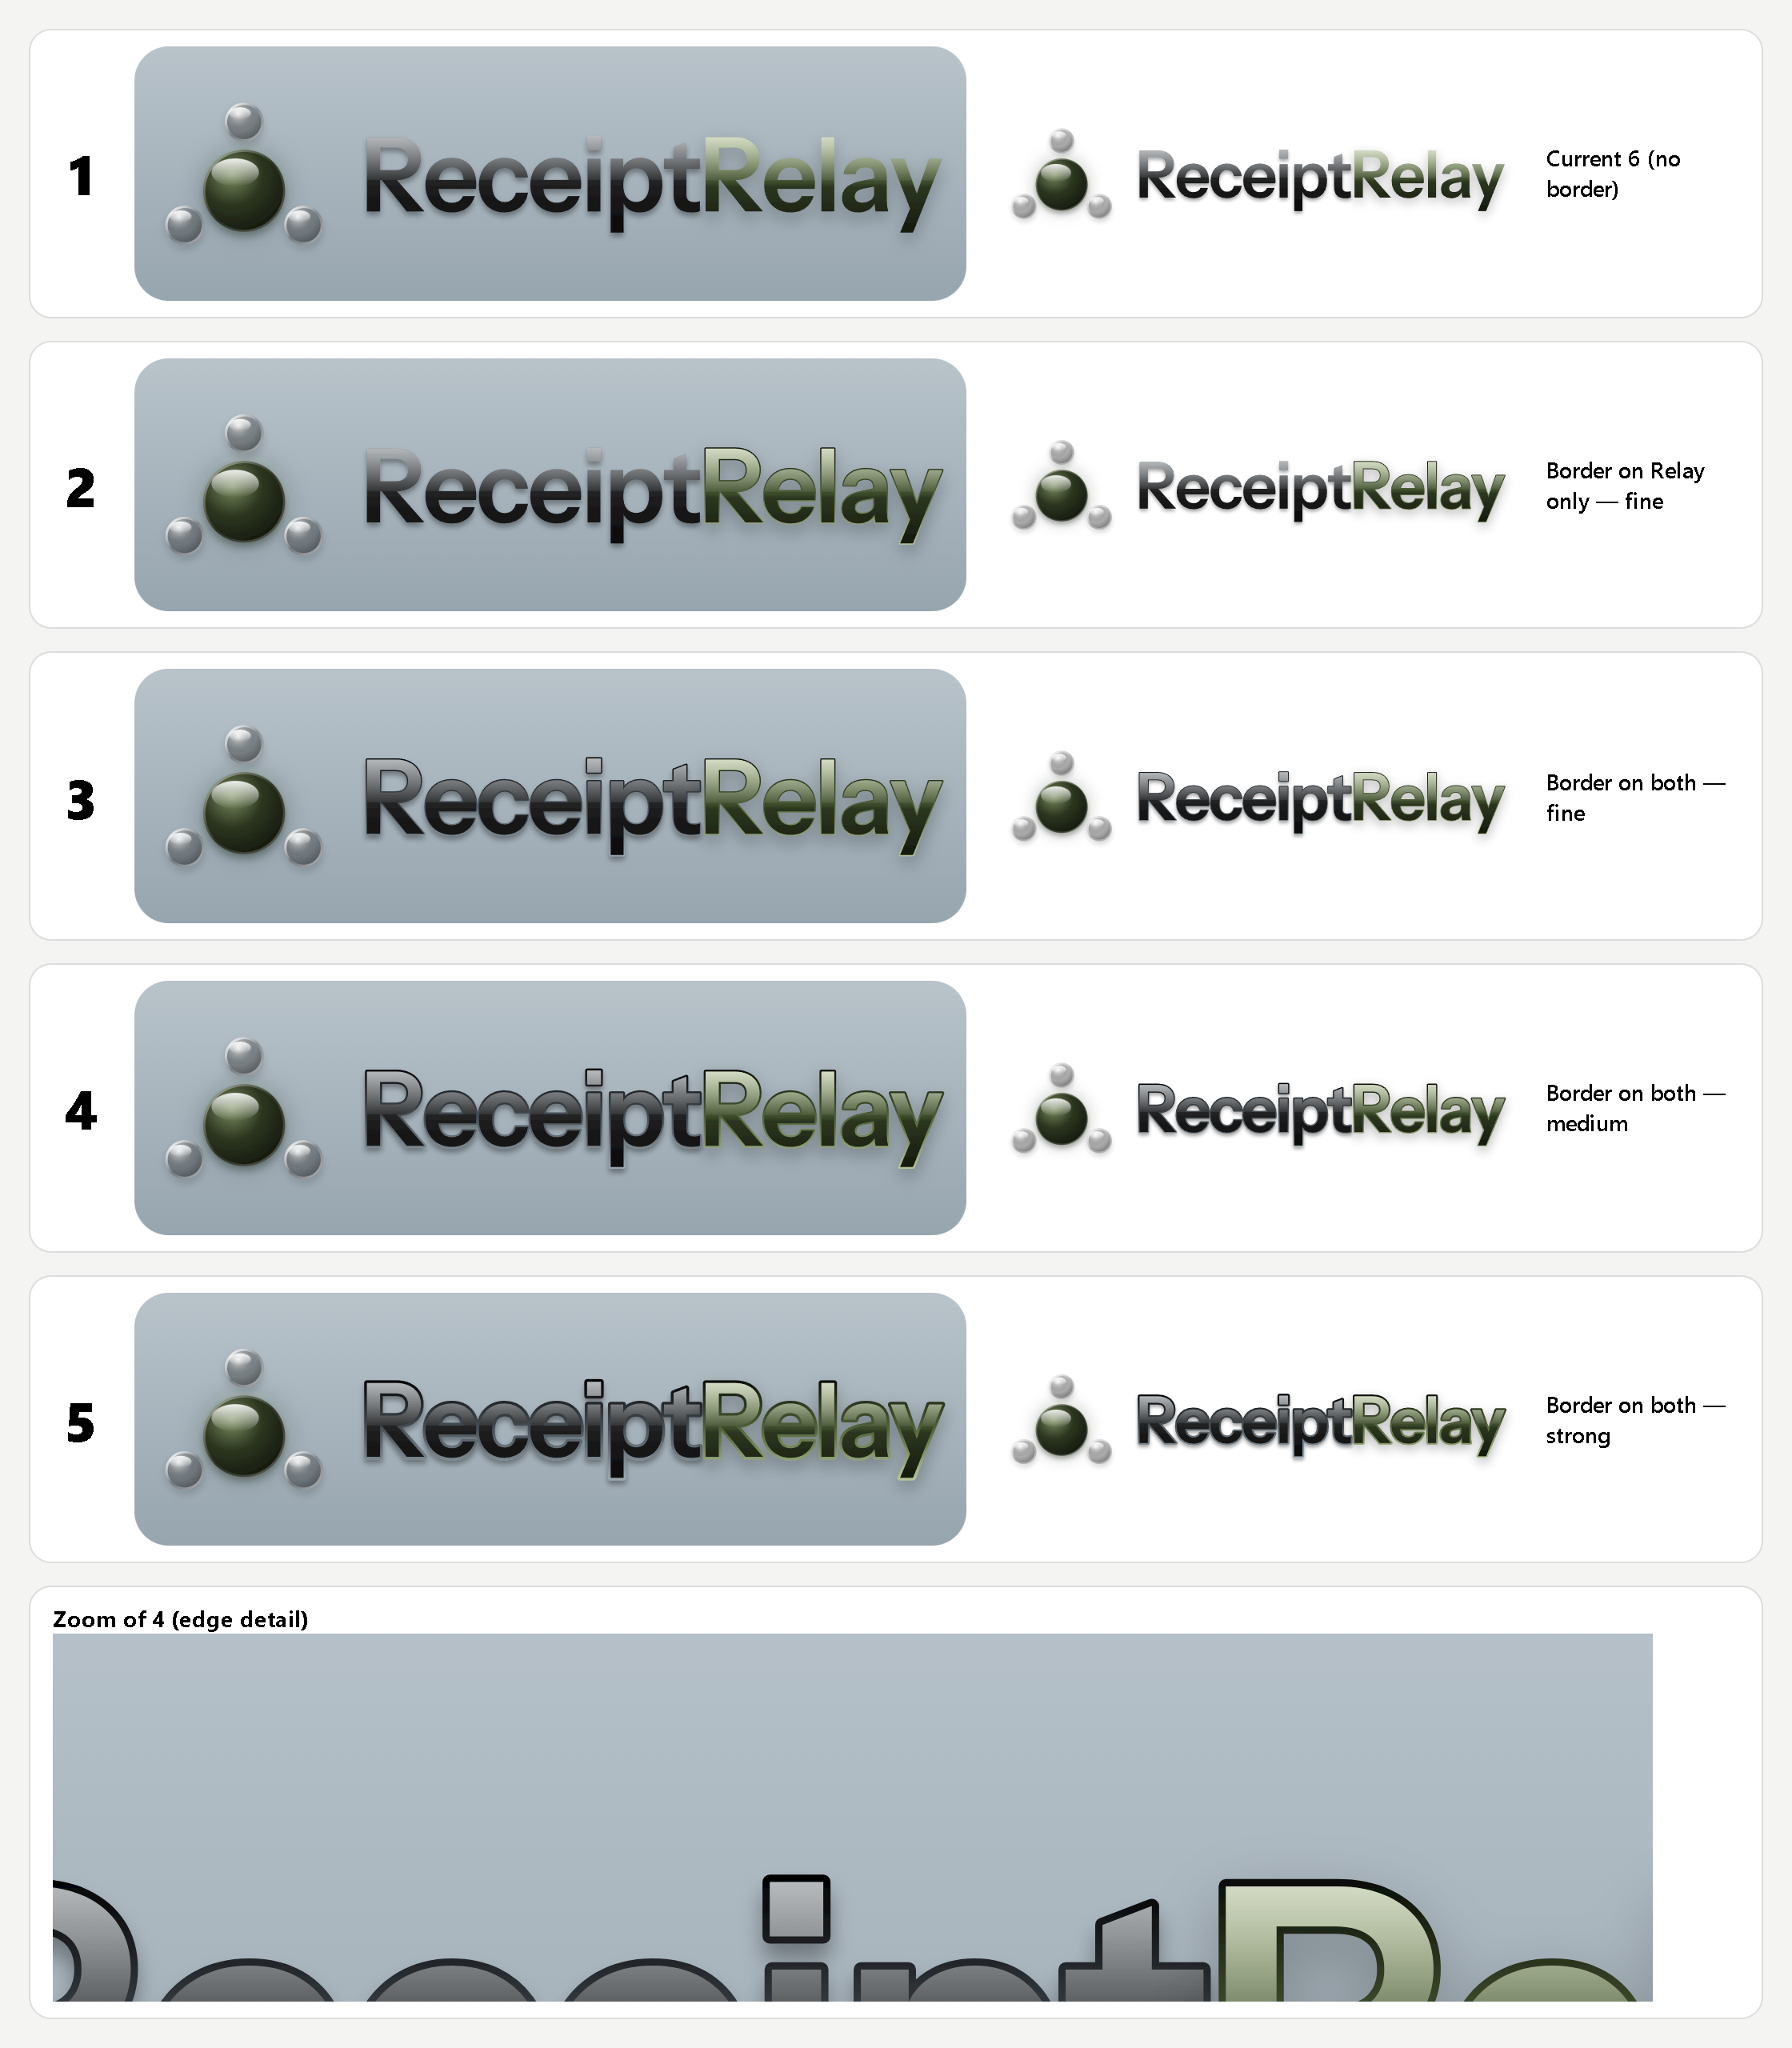 1
ReceiptRelay
ReceiptRelay
Current 6 (no
border)
2
ReceiptRelay
ReceiptRelay
Border on Relay
only — fine
3
ReceiptRelay
ReceiptRelay
Border on both —
fine
4
ReceiptRelay
ReceiptRelay
Border on both —
medium
5
ReceiptRelay
ReceiptRelay
Border on both —
strong
Zoom of 4 (edge detail)